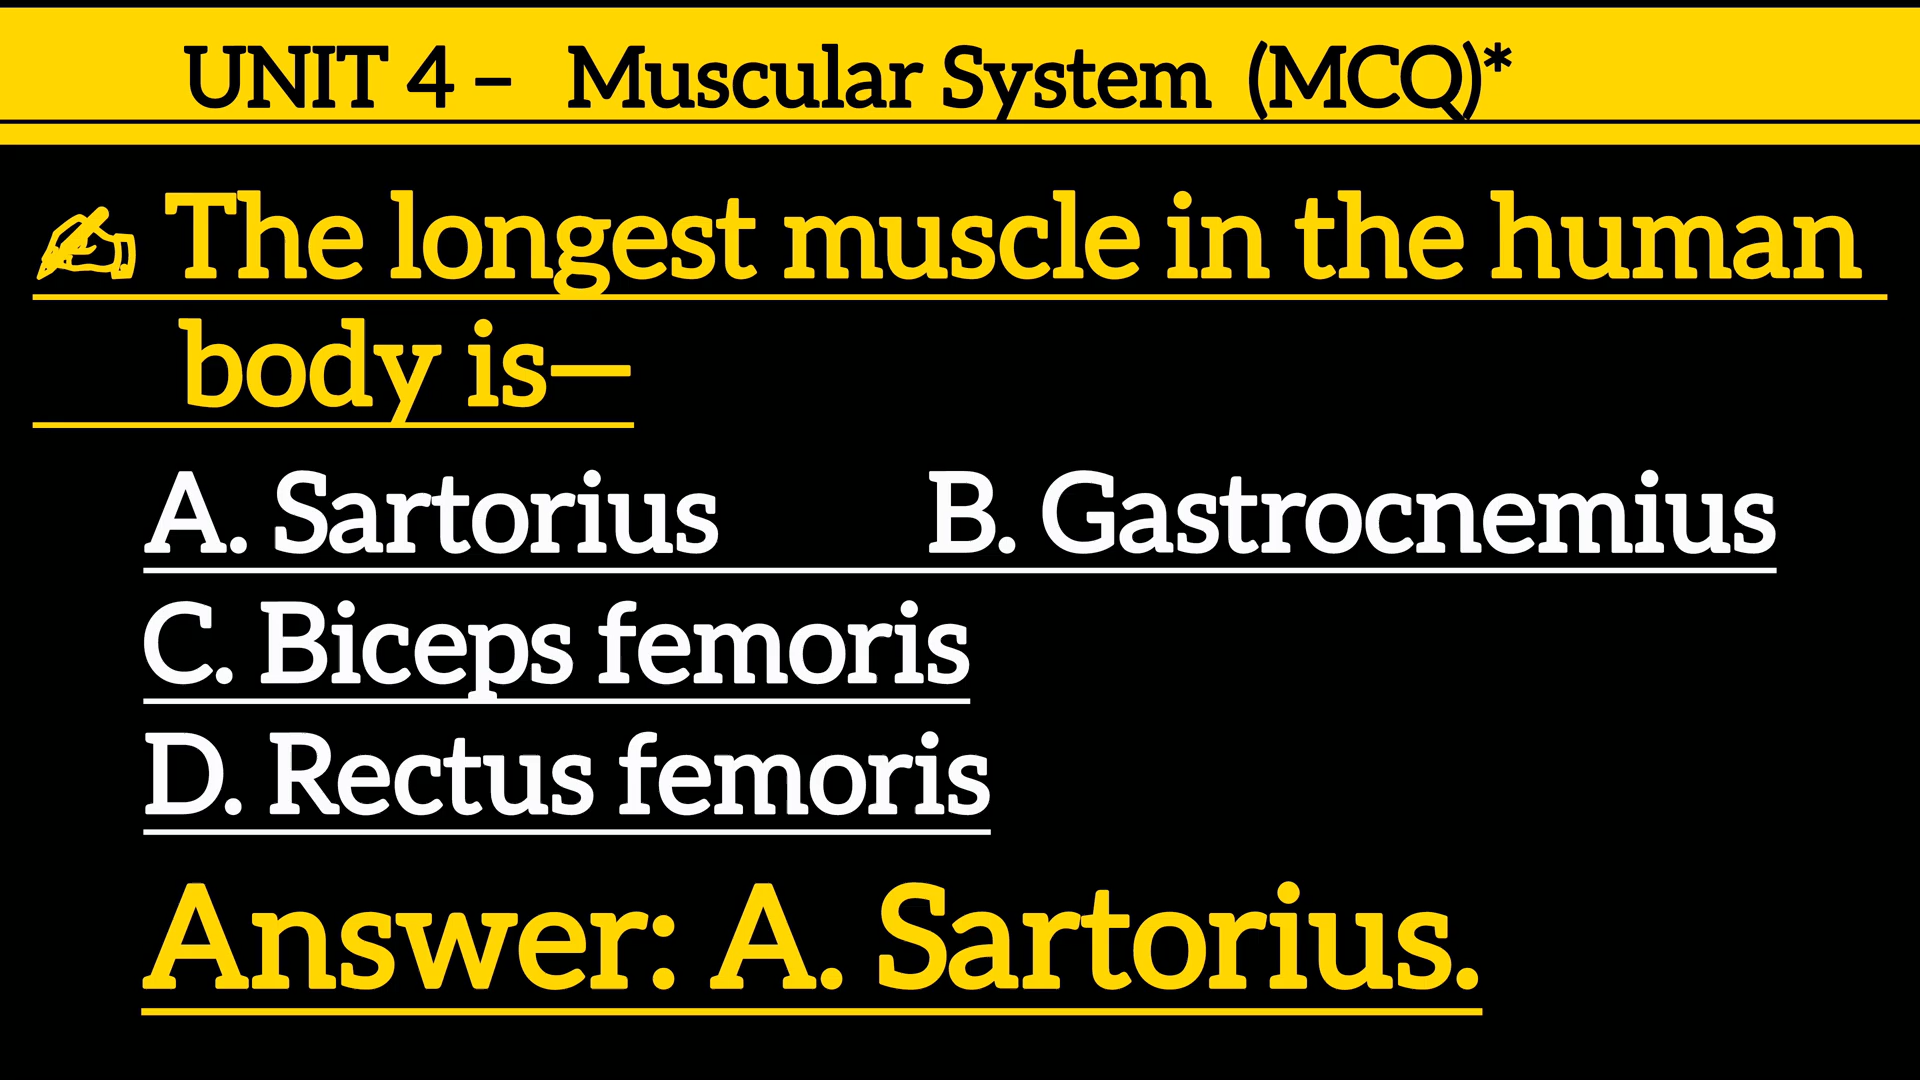 UNIT 4 – Muscular System (MCQ)*
✍ The longest muscle in the human
body is—
A. Sartorius B. Gastrocnemius
C. Biceps femoris
D. Rectus femoris
Answer: A. Sartorius.